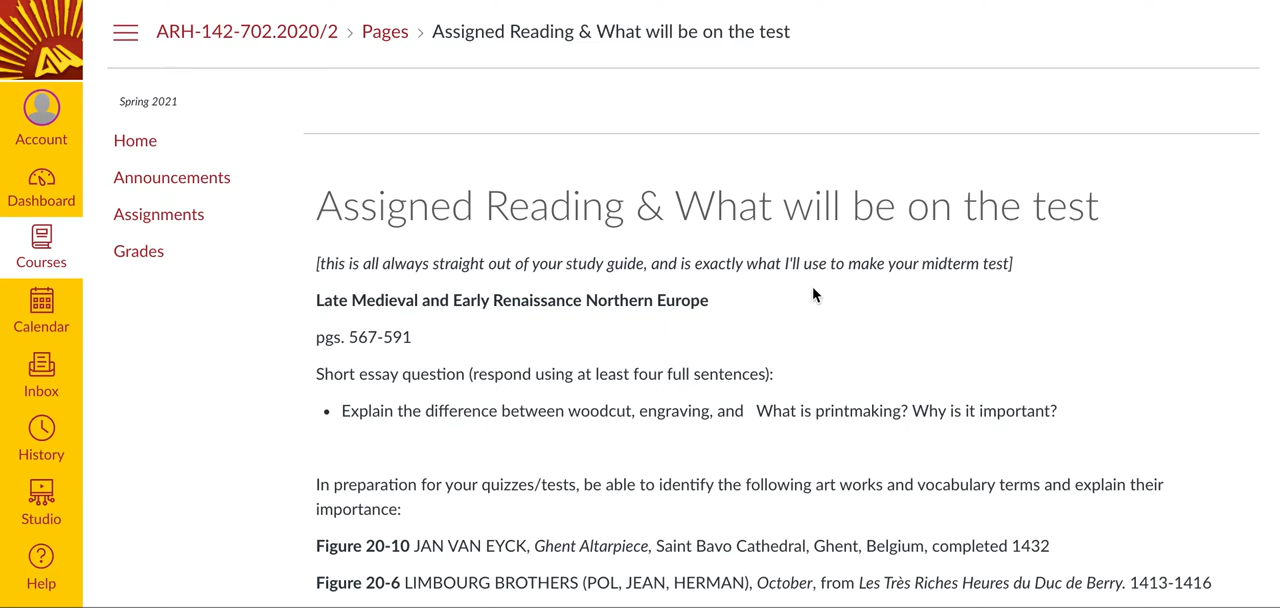 ARH-142-702.2020/2 › Pages › Assigned Reading & What will be on the test
Account
Dashboard
Courses
Calendar
Inbox
History
Studio
Help
Spring 2021
Home
Announcements
Assignments
Grades
Assigned Reading & What will be on the test
[this is all always straight out of your study guide, and is exactly what I'll use to make your midterm test]
Late Medieval and Early Renaissance Northern Europe
pgs. 567-591
Short essay question (respond using at least four full sentences):
• Explain the difference between woodcut, engraving, and   What is printmaking? Why is it important?
In preparation for your quizzes/tests, be able to identify the following art works and vocabulary terms and explain their
importance:
Figure 20-10 JAN VAN EYCK, Ghent Altarpiece, Saint Bavo Cathedral, Ghent, Belgium, completed 1432
Figure 20-6 LIMBOURG BROTHERS (POL, JEAN, HERMAN), October, from Les Très Riches Heures du Duc de Berry. 1413-1416